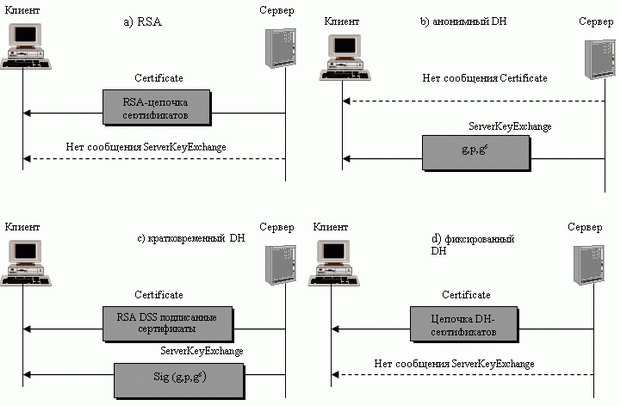 Клиент
Сервер
a) RSA
Certificate
RSA-цепочка
сертификатов
Нет сообщения ServerKeyExchange
Клиент
Сервер
b) анонимный DH
Нет сообщения Certificate
ServerKeyExchange
g,p,gˢ
Клиент
Сервер
c) кратковременный DH
Certificate
RSA DSS подписанные
сертификаты
ServerKeyExchange
Sig (g,p,gˢ)
Клиент
Сервер
d) фиксированный
DH
Certificate
Цепочка DH-
сертификатов
Нет сообщения ServerKeyExchange